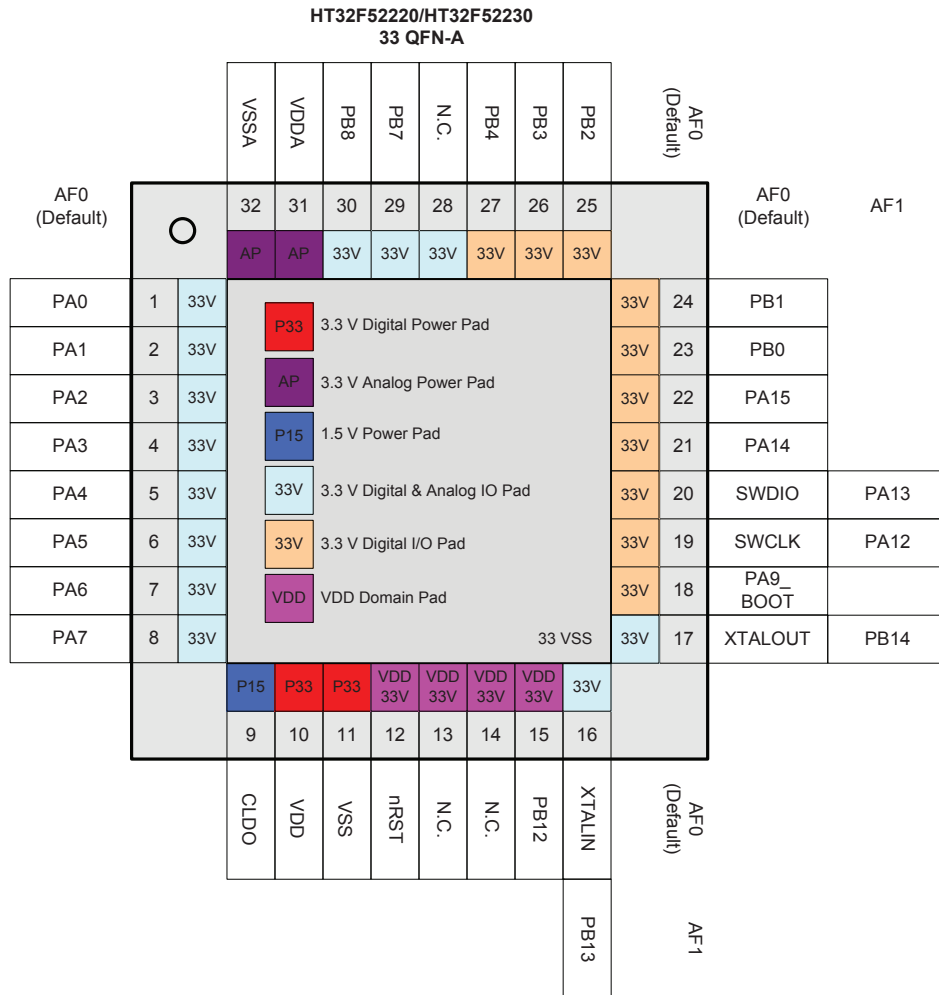 HT32F52220/HT32F52230
33 QFN-A
VSSA
VDDA
PB8
PB7
N.C.
PB4
PB3
PB2
AF0
(Default)
AF0
(Default)
32
31
30
29
28
27
26
25
AF0
(Default)
AF1
AP
AP
33V
33V
33V
33V
33V
33V
PA0 1 33V
33V 24 PB1
PA1 2 33V
33V 23 PB0
PA2 3 33V
33V 22 PA15
PA3 4 33V
33V 21 PA14
PA4 5 33V
33V 20 SWDIO PA13
PA5 6 33V
33V 19 SWCLK PA12
PA6 7 33V
33V 18 PA9_
BOOT
PA7 8 33V
33V 17 XTALOUT PB14
P33 3.3 V Digital Power Pad
AP 3.3 V Analog Power Pad
P15 1.5 V Power Pad
33V 3.3 V Digital & Analog IO Pad
33V 3.3 V Digital I/O Pad
VDD VDD Domain Pad
33 VSS
P15
P33
P33
VDD
33V
VDD
33V
VDD
33V
VDD
33V
33V
9
10
11
12
13
14
15
16
CLDO
VDD
VSS
nRST
N.C.
N.C.
PB12
XTALIN
AF0
(Default)
PB13
AF1